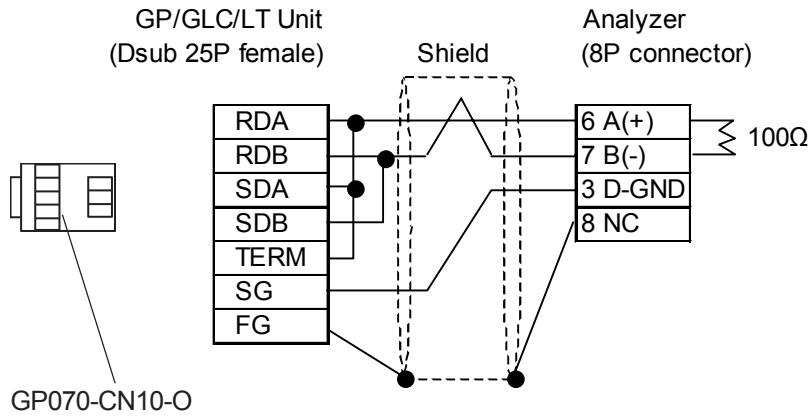 GP/GLC/LT Unit
(Dsub 25P female)
Shield
Analyzer
(8P connector)
RDA
RDB
SDA
SDB
TERM
SG
FG
6 A(+)
7 B(-)
3 D-GND
8 NC
100Ω
GP070-CN10-O